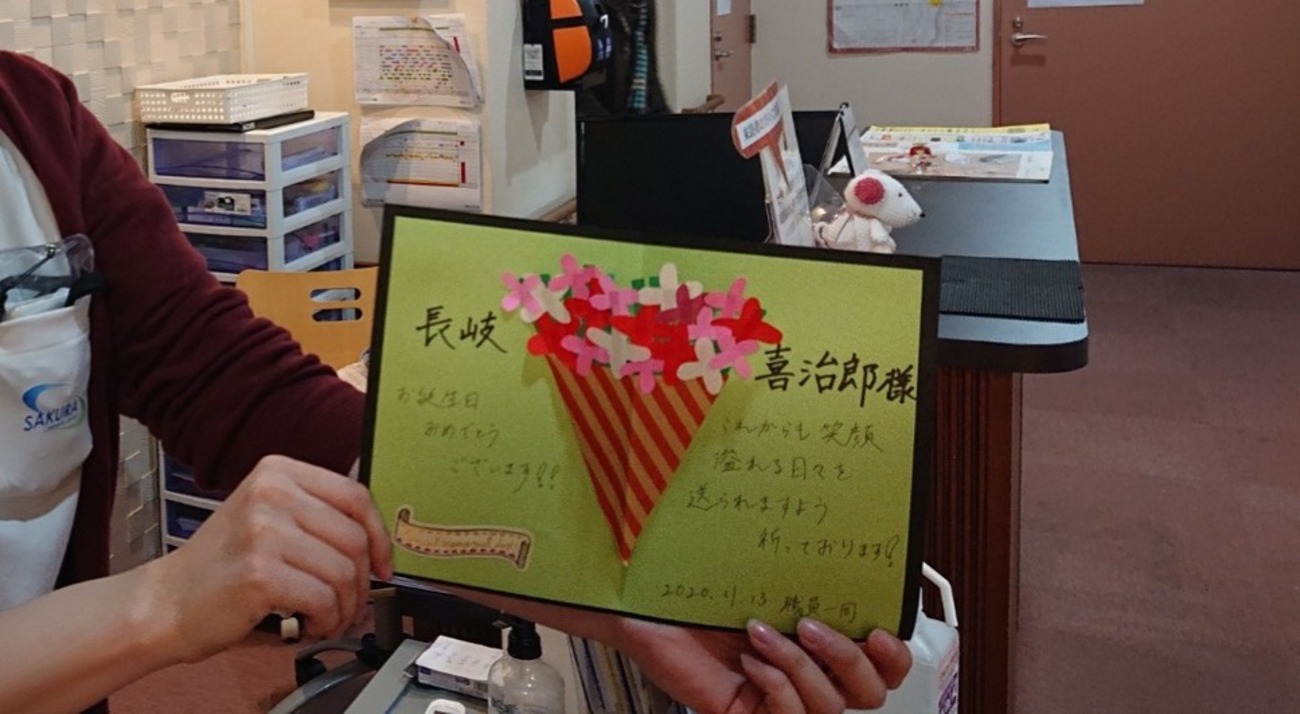 長岐
喜治郎様
お誕生日
おめでとう
ございます!!
これからも笑顔
溢れる日々を
送られますよう
祈っております!
2020.11.13 職員一同
SAKURA